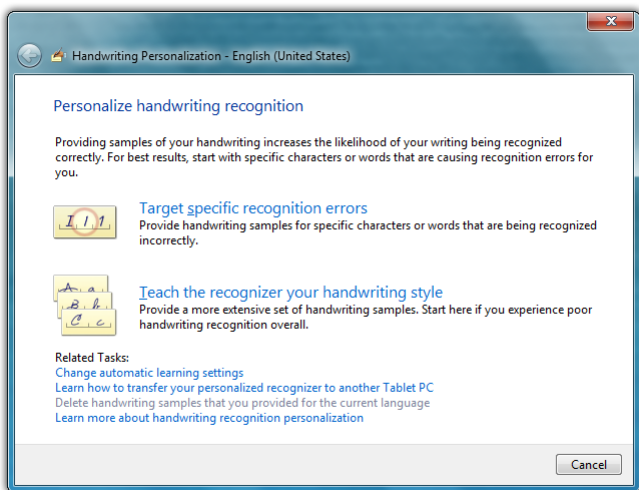 Handwriting Personalization - English (United States)
Personalize handwriting recognition
Providing samples of your handwriting increases the likelihood of your writing being recognized
correctly. For best results, start with specific characters or words that are causing recognition errors for
you.
I 1 1
Target specific recognition errors
Provide handwriting samples for specific characters or words that are being recognized
incorrectly.
A a
B b
C c
Teach the recognizer your handwriting style
Provide a more extensive set of handwriting samples. Start here if you experience poor
handwriting recognition overall.
Related Tasks:
Change automatic learning settings
Learn how to transfer your personalized recognizer to another Tablet PC
Delete handwriting samples that you provided for the current language
Learn more about handwriting recognition personalization
Cancel